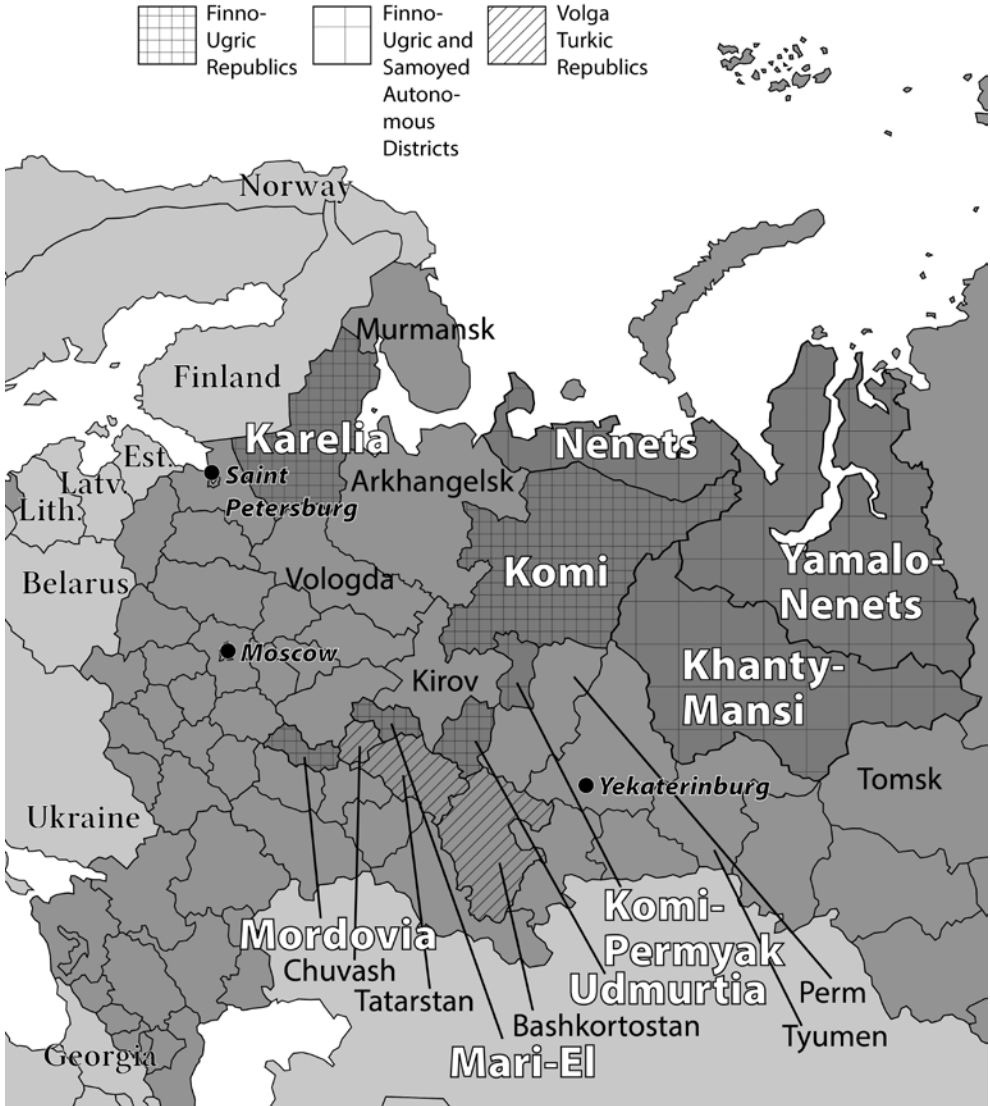 Finno-
Ugric
Republics
Finno-
Ugric and
Samoyed
Autono-
mous
Districts
Volga
Turkic
Republics
Norway
Murmansk
Finland
Karelia
Nenets
Est.
Saint
Petersburg
Arkhangelsk
Latv.
Lith.
Komi
Yamalo-
Nenets
Belarus
Vologda
Moscow
Kirov
Khanty-
Mansi
Yekaterinburg
Tomsk
Ukraine
Komi-
Permyak
Mordovia
Chuvash
Tatarstan
Udmurtia
Perm
Bashkortostan
Tyumen
Georgia
Mari-El